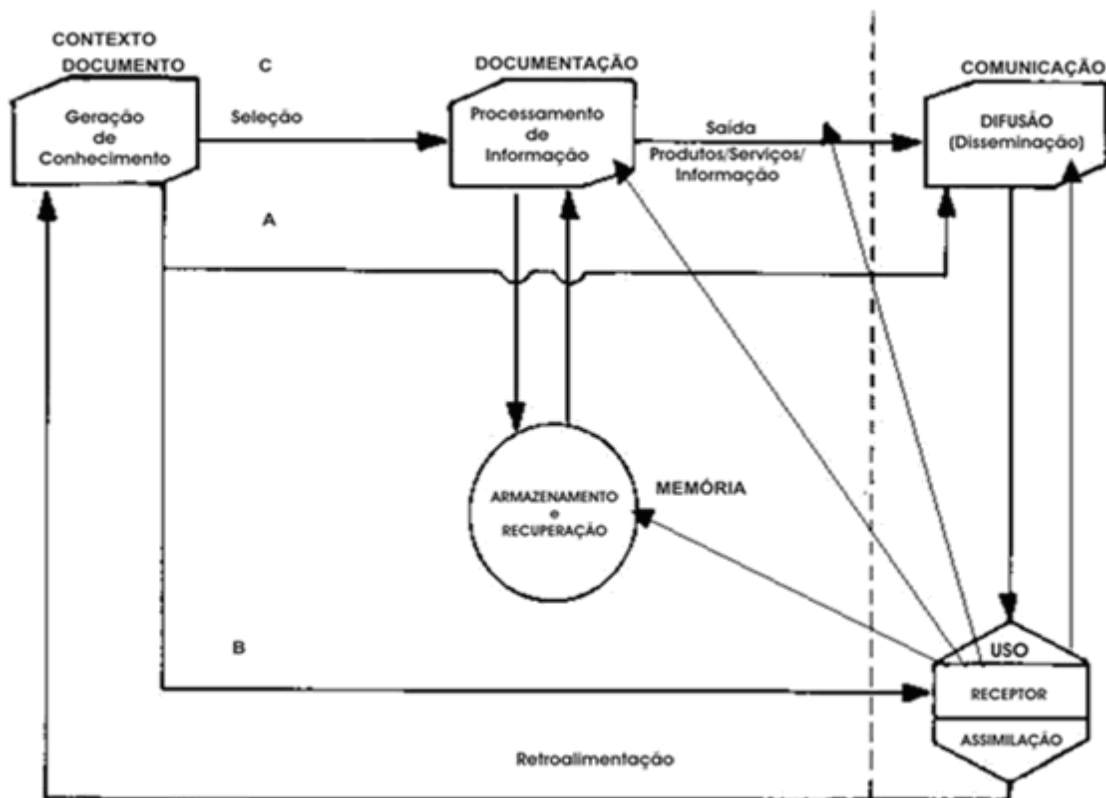 CONTEXTO
DOCUMENTO
C
DOCUMENTAÇÃO
COMUNICAÇÃO
Geração
de
Conhecimento
Seleção
Processamento
de
Informação
Saída
Produtos/Serviços/
Informação
DIFUSÃO
(Disseminação)
A
ARMAZENAMENTO
e
RECUPERAÇÃO
MEMÓRIA
B
USO
RECEPTOR
ASSIMILAÇÃO
Retroalimentação